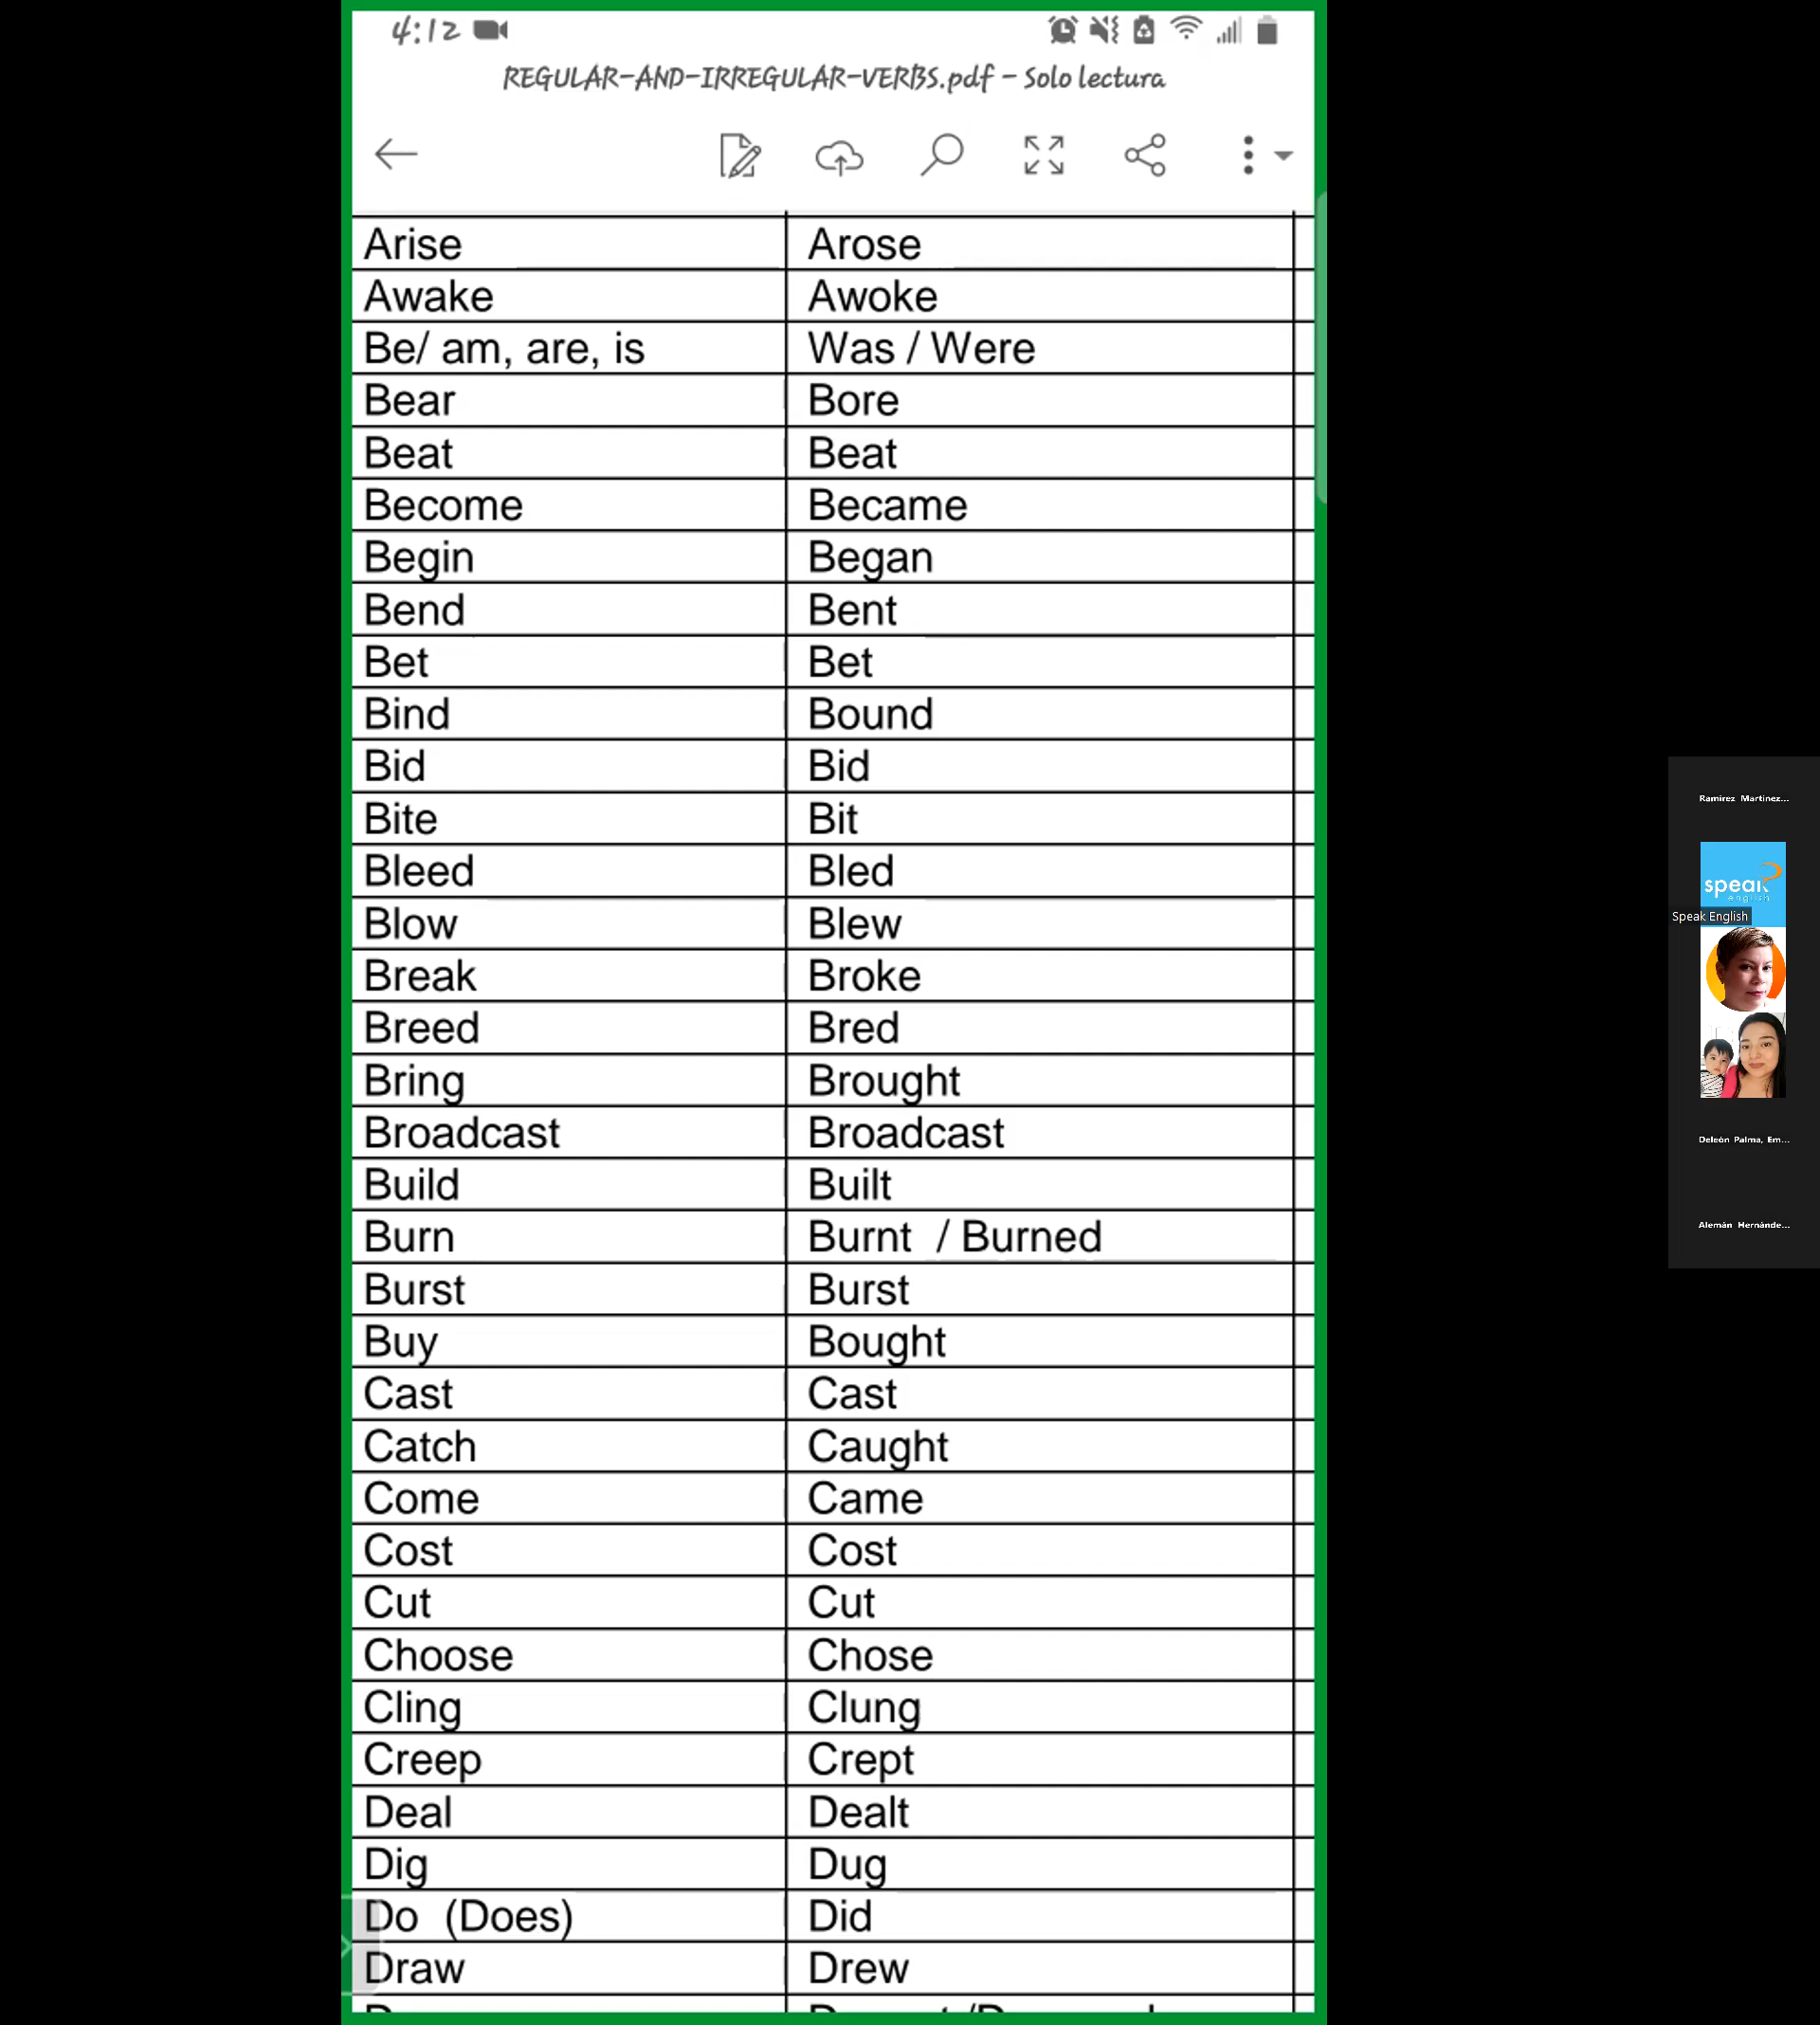 4:12
REGULAR-AND-IRREGULAR-VERBS.pdf - Solo lectura
Arise Arose
Awake Awoke
Be/ am, are, is Was / Were
Bear Bore
Beat Beat
Become Became
Begin Began
Bend Bent
Bet Bet
Bind Bound
Bid Bid
Bite Bit
Bleed Bled
Blow Blew
Break Broke
Breed Bred
Bring Brought
Broadcast Broadcast
Build Built
Burn Burnt / Burned
Burst Burst
Buy Bought
Cast Cast
Catch Caught
Come Came
Cost Cost
Cut Cut
Choose Chose
Cling Clung
Creep Crept
Deal Dealt
Dig Dug
Do (Does) Did
Draw Drew
Ramirez Martinez...
speak
english
Speak English
Deleón Palma, Em...
Alemán Hernánde...